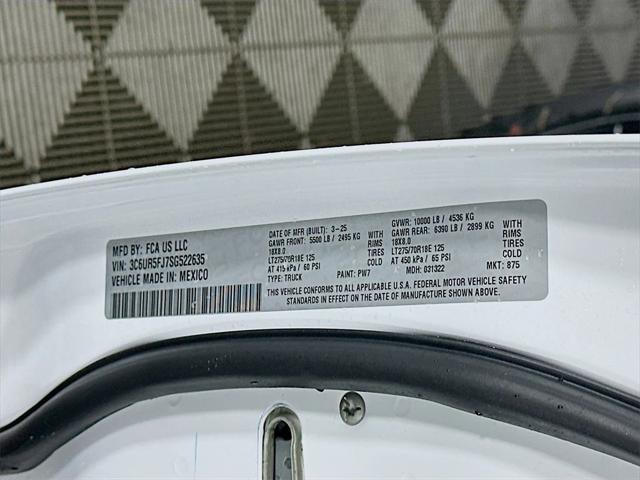 MFD BY: FCA US LLC
VIN: 3C6UR5FJ7SG522635
VEHICLE MADE IN: MEXICO
DATE OF MFR (BUILT): 3-25
GAWR FRONT: 5500 LB / 2495 KG
18X8.0 WITH RIMS
LT275/70R18E 125 TIRES
AT 415 kPa / 60 PSI COLD
TYPE: TRUCK PAINT: PW7
GVWR: 10000 LB / 4536 KG
GAWR REAR: 6390 LB / 2899 KG
18X8.0 WITH RIMS
LT275/70R18E 125 TIRES
AT 450 kPa / 65 PSI COLD
MDH: 031322 MKT: 875
THIS VEHICLE CONFORMS TO ALL APPLICABLE U.S.A. FEDERAL MOTOR VEHICLE SAFETY
STANDARDS IN EFFECT ON THE DATE OF MANUFACTURE SHOWN ABOVE.